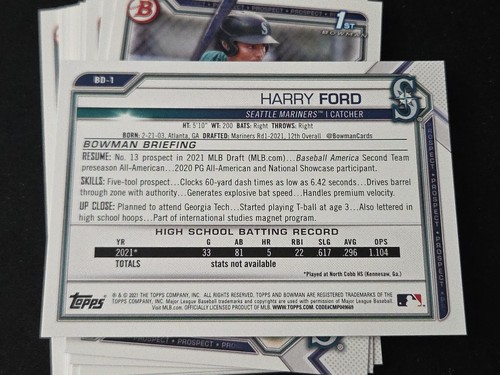 PROSPECT PROSPECT
B
1ST
BOWMAN
BD-1
S
HARRY FORD
SEATTLE MARINERS™ | CATCHER
HT: 5'10" WT: 200 BATS: Right THROWS: Right
BORN: 2-21-03, Atlanta, GA DRAFTED: Mariners Rd1-2021, 12th Overall @BowmanCards
BOWMAN BRIEFING
RESUME: No. 13 prospect in 2021 MLB Draft (MLB.com)...Baseball America Second Team
preseason All-American...2020 PG All-American and National Showcase participant.
SKILLS: Five-tool prospect...Clocks 60-yard dash times as low as 6.42 seconds...Drives barrel
through zone with authority...Generates explosive bat speed...Handles premium velocity.
UP CLOSE: Planned to attend Georgia Tech...Started playing T-ball at age 3...Also lettered in
high school hoops...Part of international studies magnet program.
HIGH SCHOOL BATTING RECORD
YR G AB HR RBI SLG AVG OPS
2021* 33 81 5 22 .617 .296 1.104
TOTALS stats not available
*Played at North Cobb HS (Kennesaw, Ga.)
Topps
® & © 2021 THE TOPPS COMPANY, INC. ALL RIGHTS RESERVED. TOPPS AND BOWMAN ARE REGISTERED TRADEMARKS OF THE
TOPPS COMPANY, INC. Major League Baseball trademarks and copyrights are used with permission of Major League Baseball.
Visit MLB.com. OFFICIALLY LICENSED PRODUCT OF MLB. WWW.TOPPS.COM. CODE#CMP049669
PROSPECT PROSPECT PROSPECT
PROSPECT PROSPECT